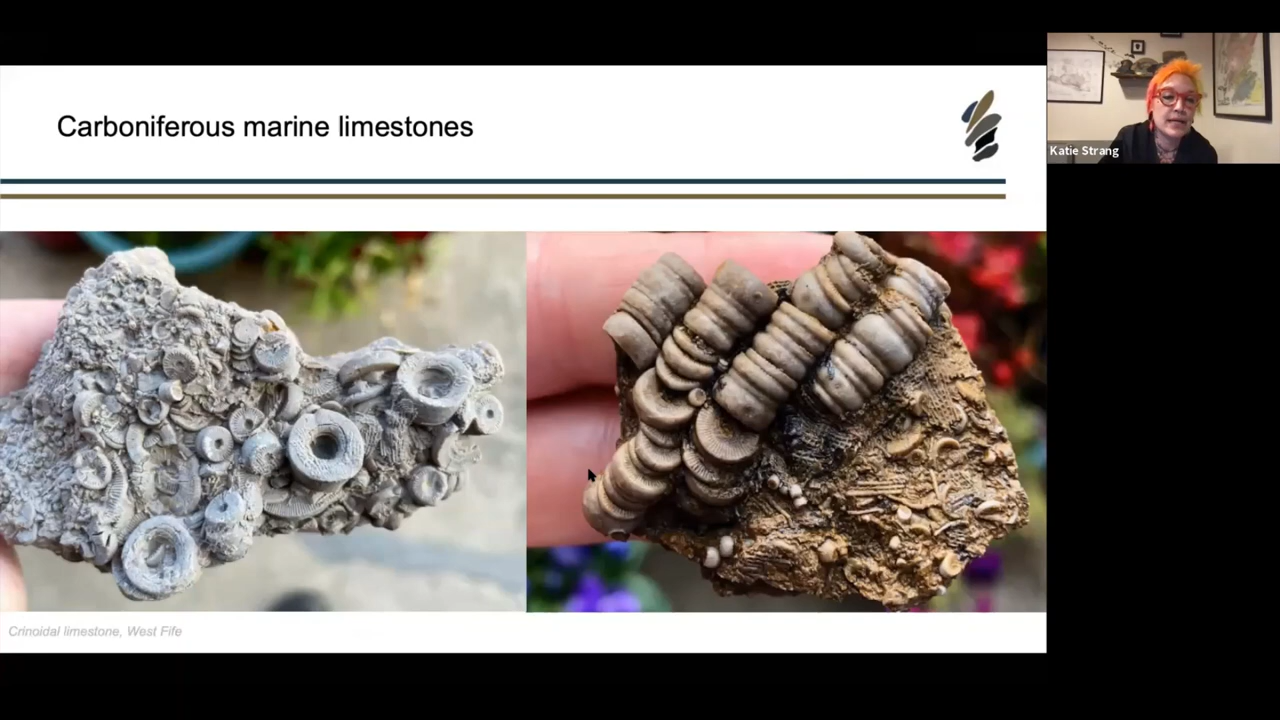 Carboniferous marine limestones
Katie Strang
Crinoidal limestone, West Fife